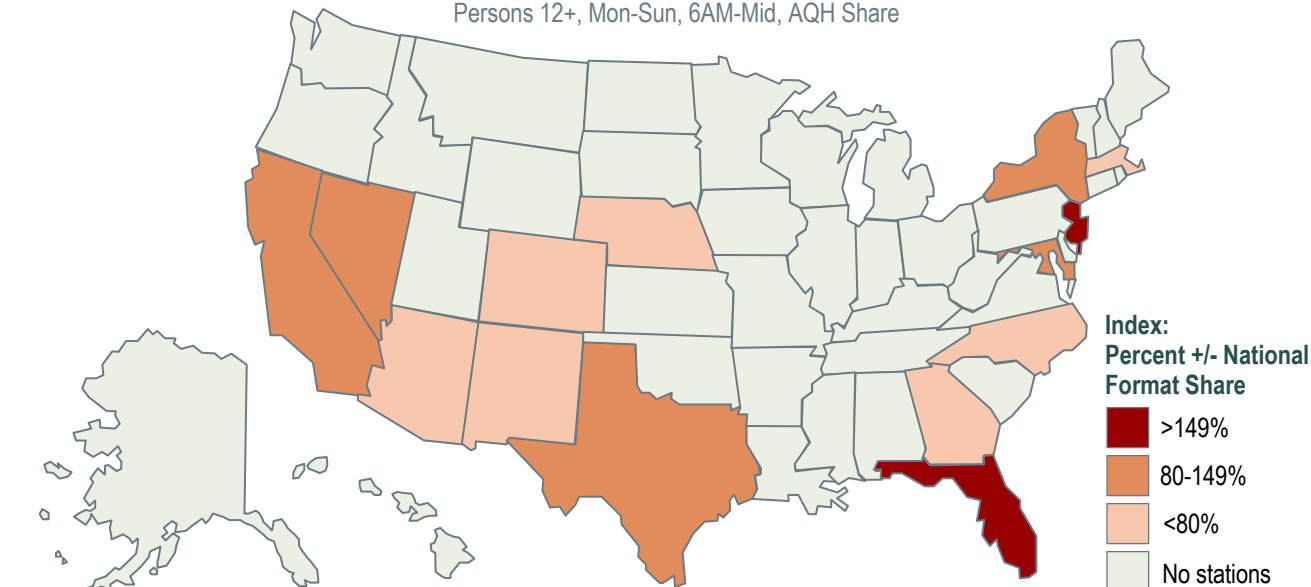 Persons 12+, Mon-Sun, 6AM-Mid, AQH Share
Index:
Percent +/- National
Format Share
>149%
80-149%
<80%
No stations